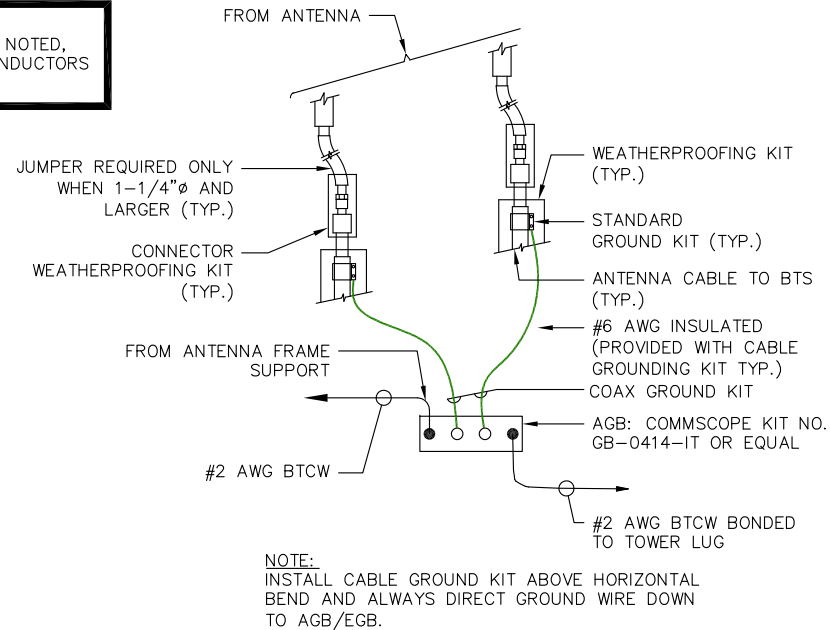 NOTED,
NDUCTORS
FROM ANTENNA
JUMPER REQUIRED ONLY
WHEN 1-1/4"ø AND
LARGER (TYP.)
CONNECTOR
WEATHERPROOFING KIT
(TYP.)
WEATHERPROOFING KIT
(TYP.)
STANDARD
GROUND KIT (TYP.)
ANTENNA CABLE TO BTS
(TYP.)
#6 AWG INSULATED
(PROVIDED WITH CABLE
GROUNDING KIT TYP.)
FROM ANTENNA FRAME
SUPPORT
COAX GROUND KIT
AGB: COMMSCOPE KIT NO.
GB-0414-IT OR EQUAL
#2 AWG BTCW
#2 AWG BTCW BONDED
TO TOWER LUG
NOTE:
INSTALL CABLE GROUND KIT ABOVE HORIZONTAL
BEND AND ALWAYS DIRECT GROUND WIRE DOWN
TO AGB/EGB.